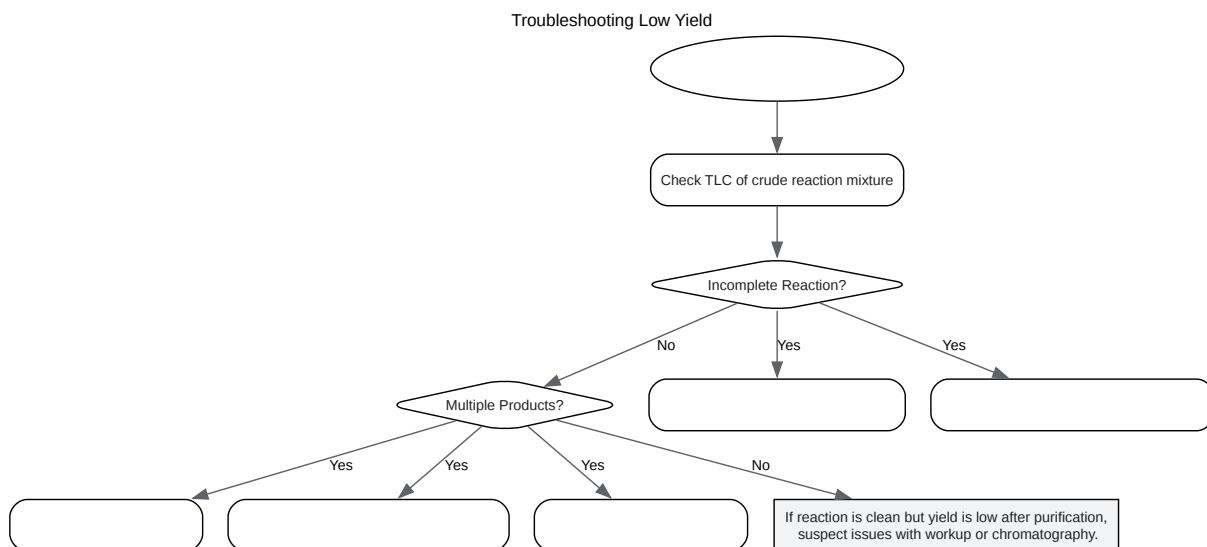 Troubleshooting Low Yield
Check TLC of crude reaction mixture
Incomplete Reaction?
No
Yes
Yes
Multiple Products?
Yes
Yes
Yes
No
If reaction is clean but yield is low after purification,
suspect issues with workup or chromatography.